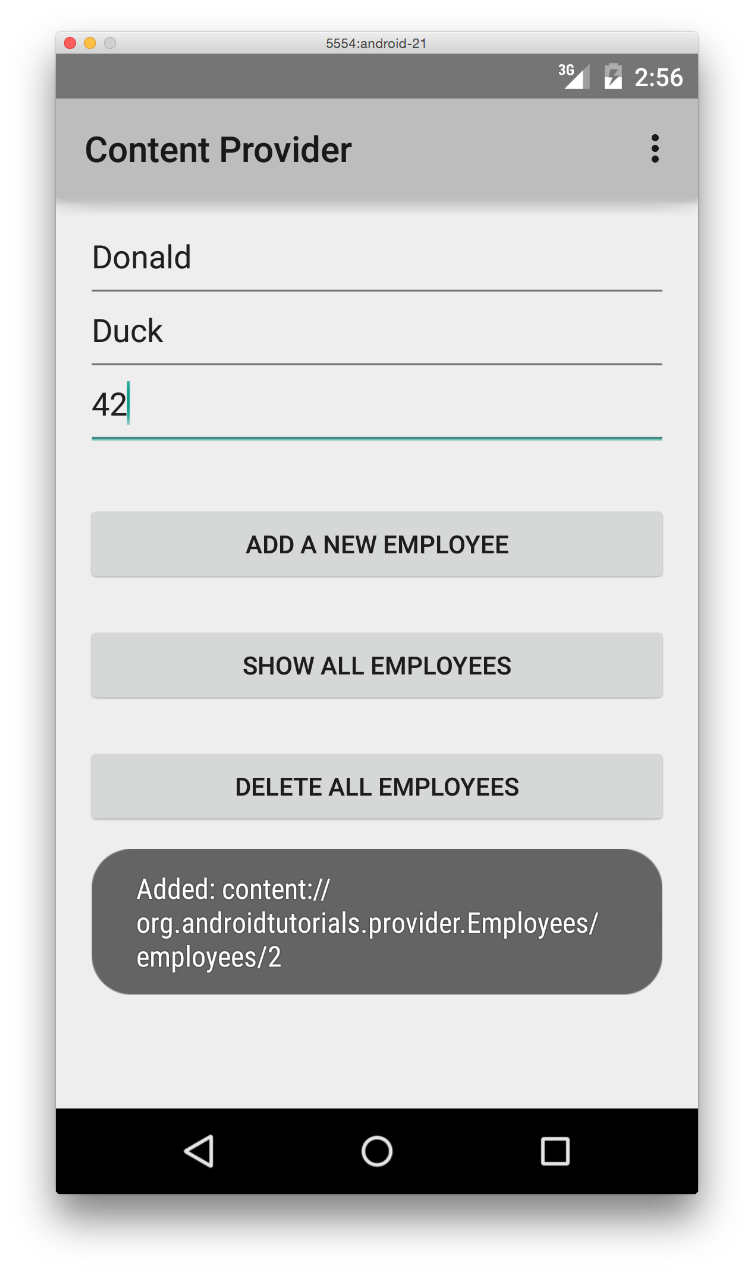 5554:android-21
3G 2:56
Content Provider
Donald
Duck
42
ADD A NEW EMPLOYEE
SHOW ALL EMPLOYEES
DELETE ALL EMPLOYEES
Added: content://
org.androidtutorials.provider.Employees/
employees/2